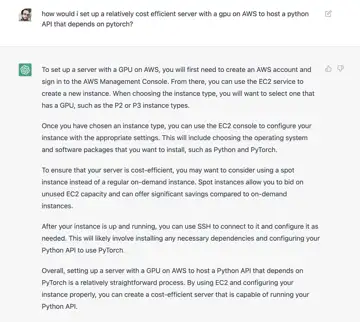 how would i set up a relatively cost efficient server with a gpu on AWS to host a python
API that depends on pytorch?
To set up a server with a GPU on AWS, you will first need to create an AWS account and
sign in to the AWS Management Console. From there, you can use the EC2 service to
create a new instance. When choosing the instance type, you will want to select one that
has a GPU, such as the P2 or P3 instance types.
Once you have chosen an instance type, you can use the EC2 console to configure your
instance with the appropriate settings. This will include choosing the operating system
and software packages that you want to install, such as Python and PyTorch.
To ensure that your server is cost-efficient, you may want to consider using a spot
instance instead of a regular on-demand instance. Spot instances allow you to bid on
unused EC2 capacity and can offer significant savings compared to on-demand
instances.
After your instance is up and running, you can use SSH to connect to it and configure it as
needed. This will likely involve installing any necessary dependencies and configuring your
Python API to use PyTorch.
Overall, setting up a server with a GPU on AWS to host a Python API that depends on
PyTorch is a relatively straightforward process. By using EC2 and configuring your
instance properly, you can create a cost-efficient server that is capable of running your
Python API.